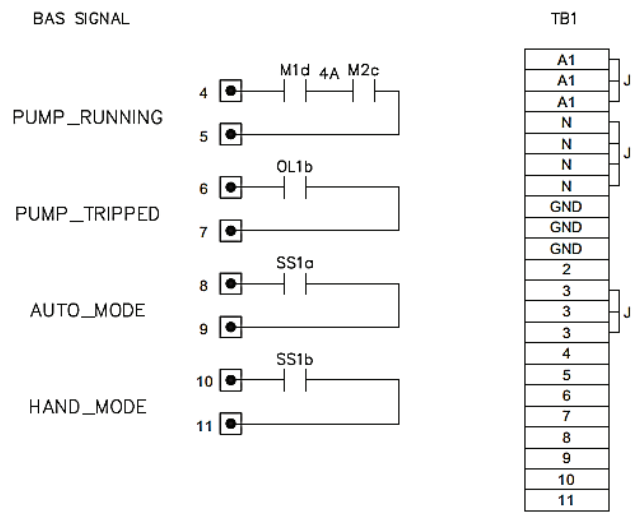 BAS SIGNAL
PUMP_RUNNING
4
M1d
4A
M2c
5
PUMP_TRIPPED
6
OL1b
7
AUTO_MODE
8
SS1a
9
HAND_MODE
10
SS1b
11
TB1
A1
A1
A1
J
N
N
N
N
J
GND
GND
GND
2
3
3
3
J
4
5
6
7
8
9
10
11